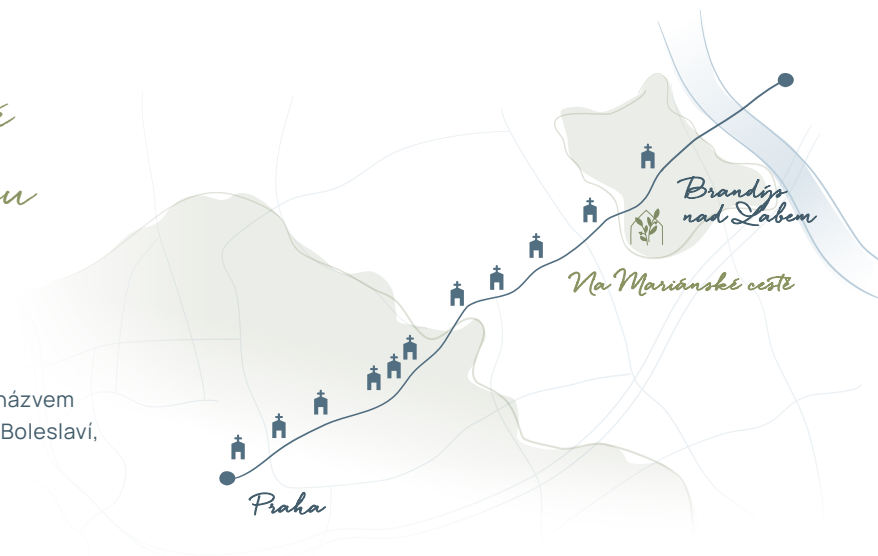 u
Brandýs
nad Labem
Na Mariánské cestě
názvem
Boleslaví,
Praha